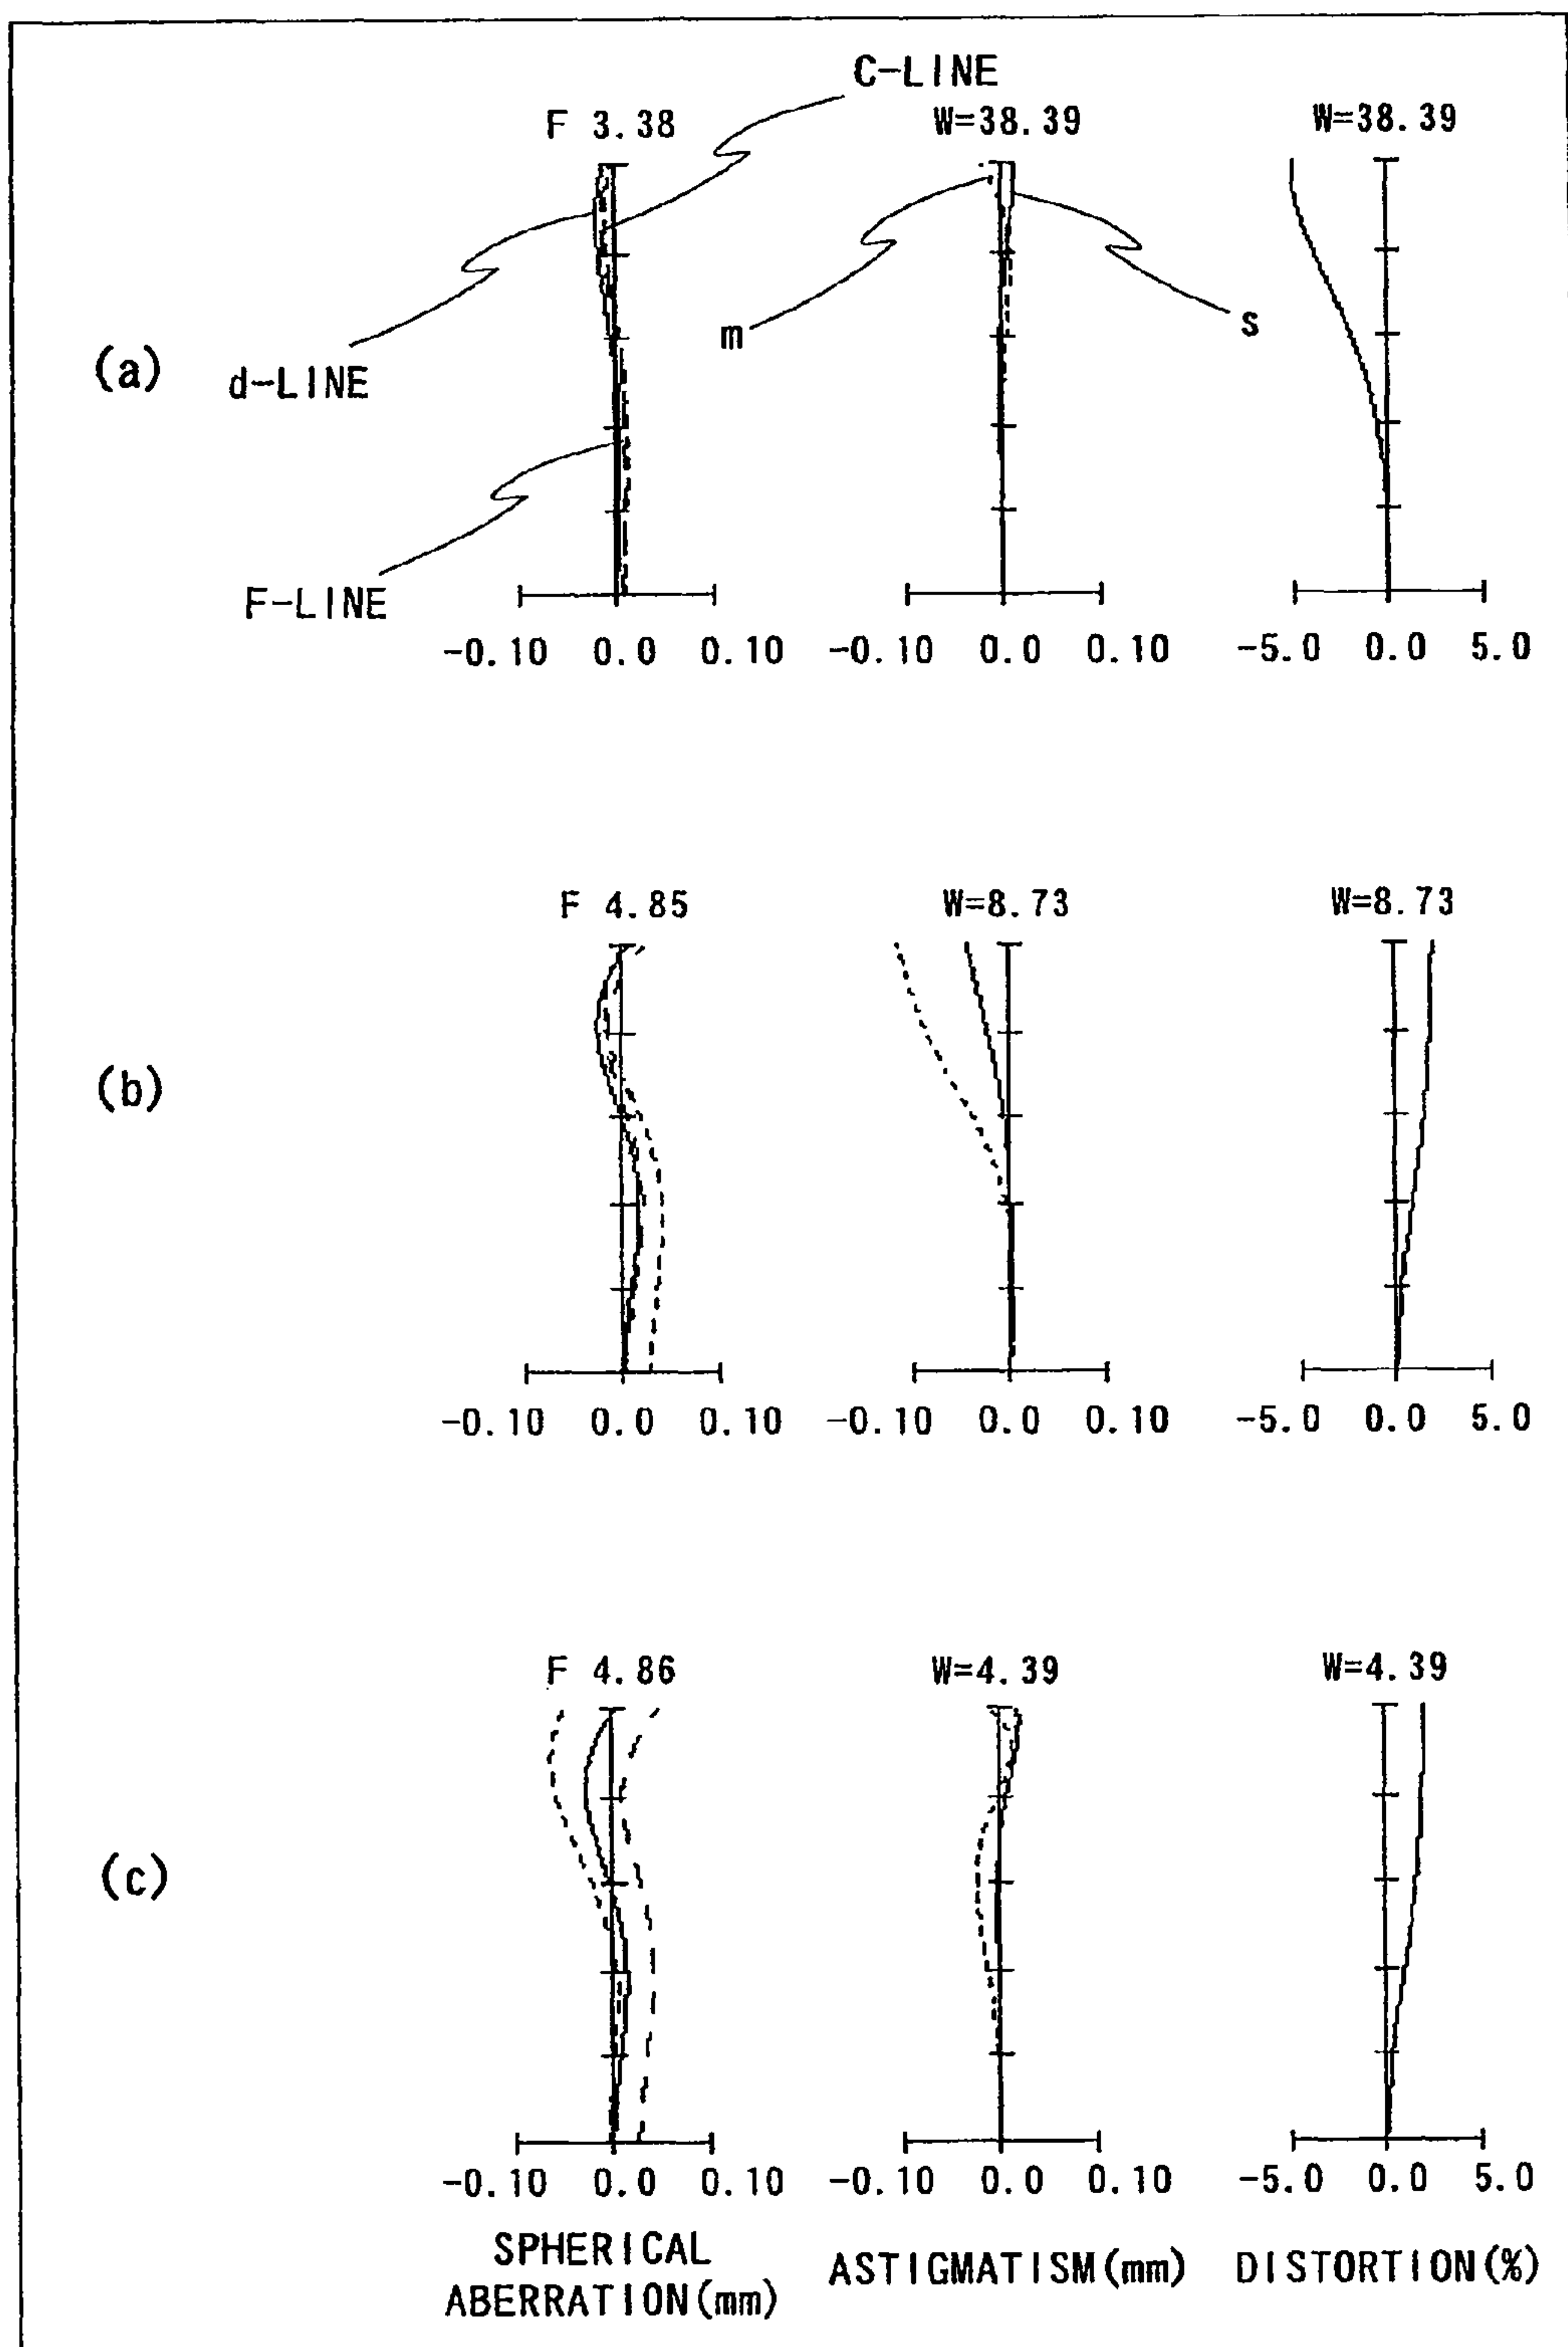 C-LINE
F 3.38 W=38.39 W=38.39
m s
(a)
d-LINE
F-LINE
-0.10 0.0 0.10 -0.10 0.0 0.10 -5.0 0.0 5.0
F 4.85 W=8.73 W=8.73
(b)
-0.10 0.0 0.10 -0.10 0.0 0.10 -5.0 0.0 5.0
F 4.86 W=4.39 W=4.39
(c)
-0.10 0.0 0.10 -0.10 0.0 0.10 -5.0 0.0 5.0
SPHERICAL
ABERRATION(mm) ASTIGMATISM(mm) DISTORTION(%)